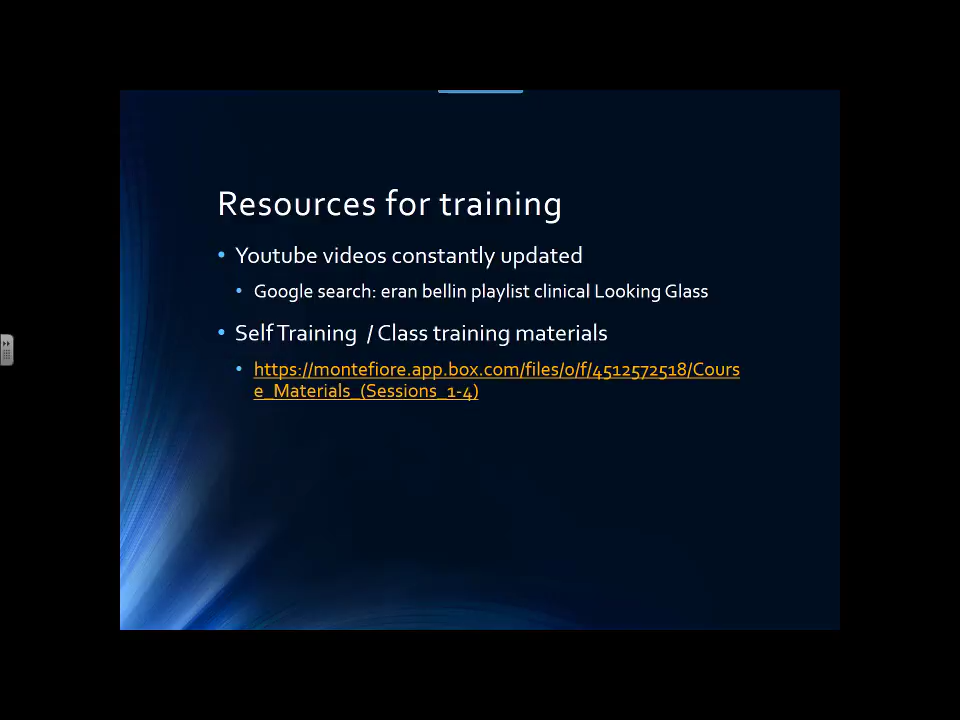 Resources for training
• Youtube videos constantly updated
• Google search: eran bellin playlist clinical Looking Glass
• Self Training / Class training materials
• https://montefiore.app.box.com/files/0/f/4512572518/Cours
e_Materials_(Sessions_1-4)